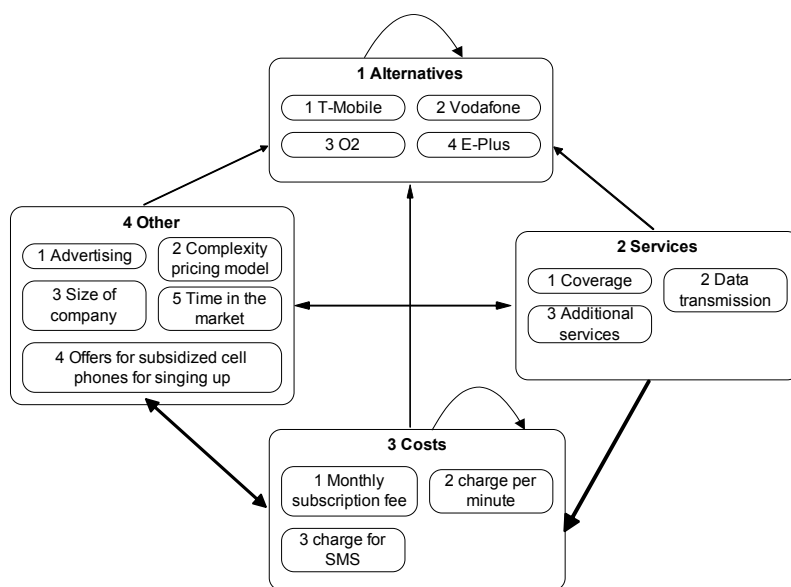 1 Alternatives
1 T-Mobile
2 Vodafone
3 O2
4 E-Plus
4 Other
1 Advertising
2 Complexity
pricing model
3 Size of
company
5 Time in the
market
4 Offers for subsidized cell
phones for singing up
2 Services
1 Coverage
2 Data
transmission
3 Additional
services
3 Costs
1 Monthly
subscription fee
2 charge per
minute
3 charge for
SMS